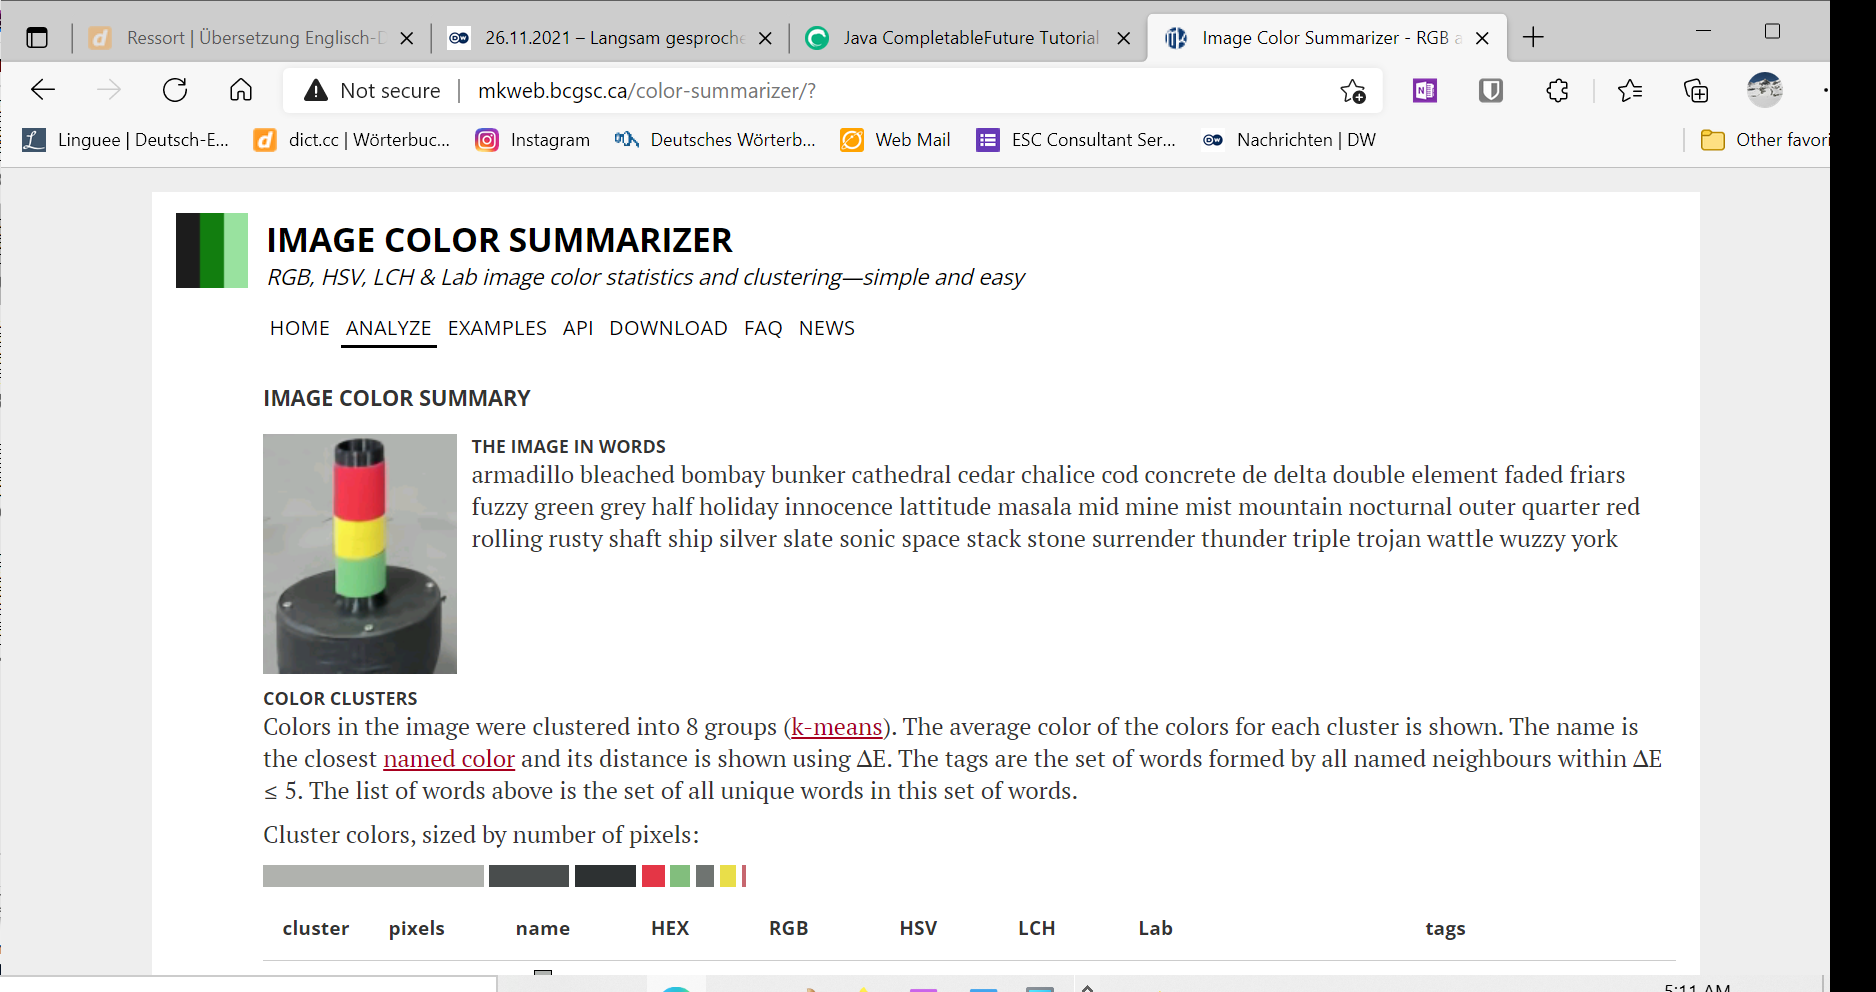 Ressort | Übersetzung Englisch-D
26.11.2021 – Langsam gesproche
Java CompletableFuture Tutorial
Image Color Summarizer - RGB a
Not secure
mkweb.bcgsc.ca/color-summarizer/?
Linguee | Deutsch-E...
dict.cc | Wörterbuc...
Instagram
Deutsches Wörterb...
Web Mail
ESC Consultant Ser...
Nachrichten | DW
Other favori
IMAGE COLOR SUMMARIZER
RGB, HSV, LCH & Lab image color statistics and clustering—simple and easy
HOME ANALYZE EXAMPLES API DOWNLOAD FAQ NEWS
IMAGE COLOR SUMMARY
THE IMAGE IN WORDS
armadillo bleached bombay bunker cathedral cedar chalice cod concrete de delta double element faded friars
fuzzy green grey half holiday innocence lattitude masala mid mine mist mountain nocturnal outer quarter red
rolling rusty shaft ship silver slate sonic space stack stone surrender thunder triple trojan wattle wuzzy york
COLOR CLUSTERS
Colors in the image were clustered into 8 groups (k-means). The average color of the colors for each cluster is shown. The name is
the closest named color and its distance is shown using ΔE. The tags are the set of words formed by all named neighbours within ΔE
≤ 5. The list of words above is the set of all unique words in this set of words.
Cluster colors, sized by number of pixels:
cluster pixels name HEX RGB HSV LCH Lab tags
5:11 AM